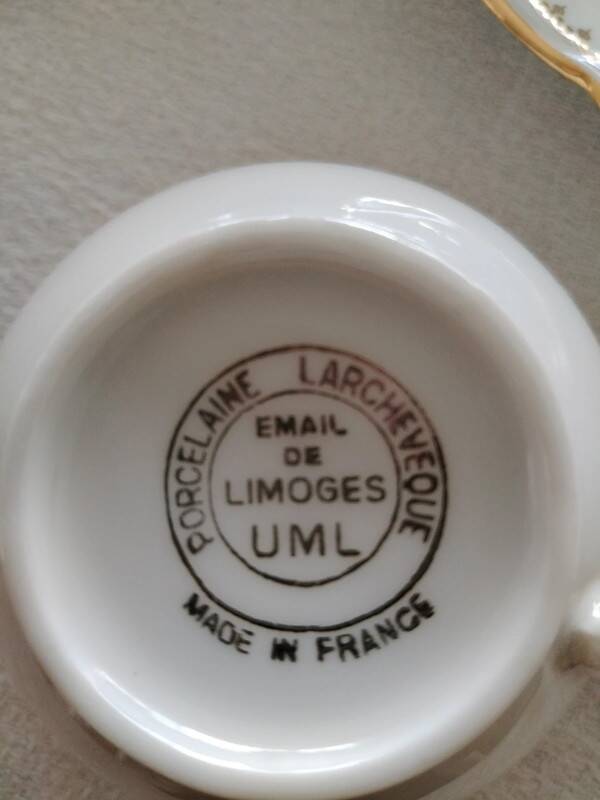 PORCELAINE LARCHEVEQUE
EMAIL
DE
LIMOGES
UML
MADE IN FRANCE